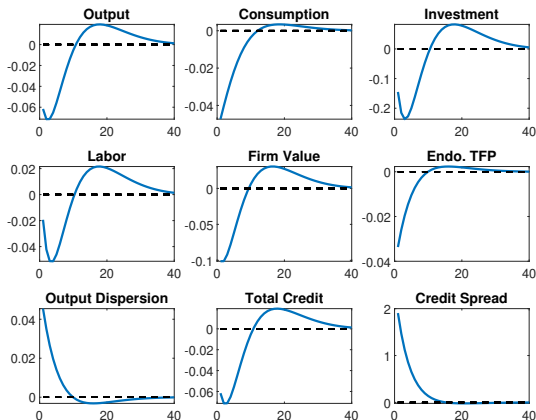 Output Consumption Investment
0 0 0
-0.02 -0.02 -0.1
-0.04 -0.04 -0.2
-0.06
0 20 40 0 20 40 0 20 40
Labor Firm Value Endo. TFP
0.02 0 0
0 -0.05 -0.02
-0.02 -0.1 -0.04
-0.04
0 20 40 0 20 40 0 20 40
Output Dispersion Total Credit Credit Spread
0.04 0 2
0.02 -0.02 1
0 -0.04 0
-0.06
0 20 40 0 20 40 0 20 40